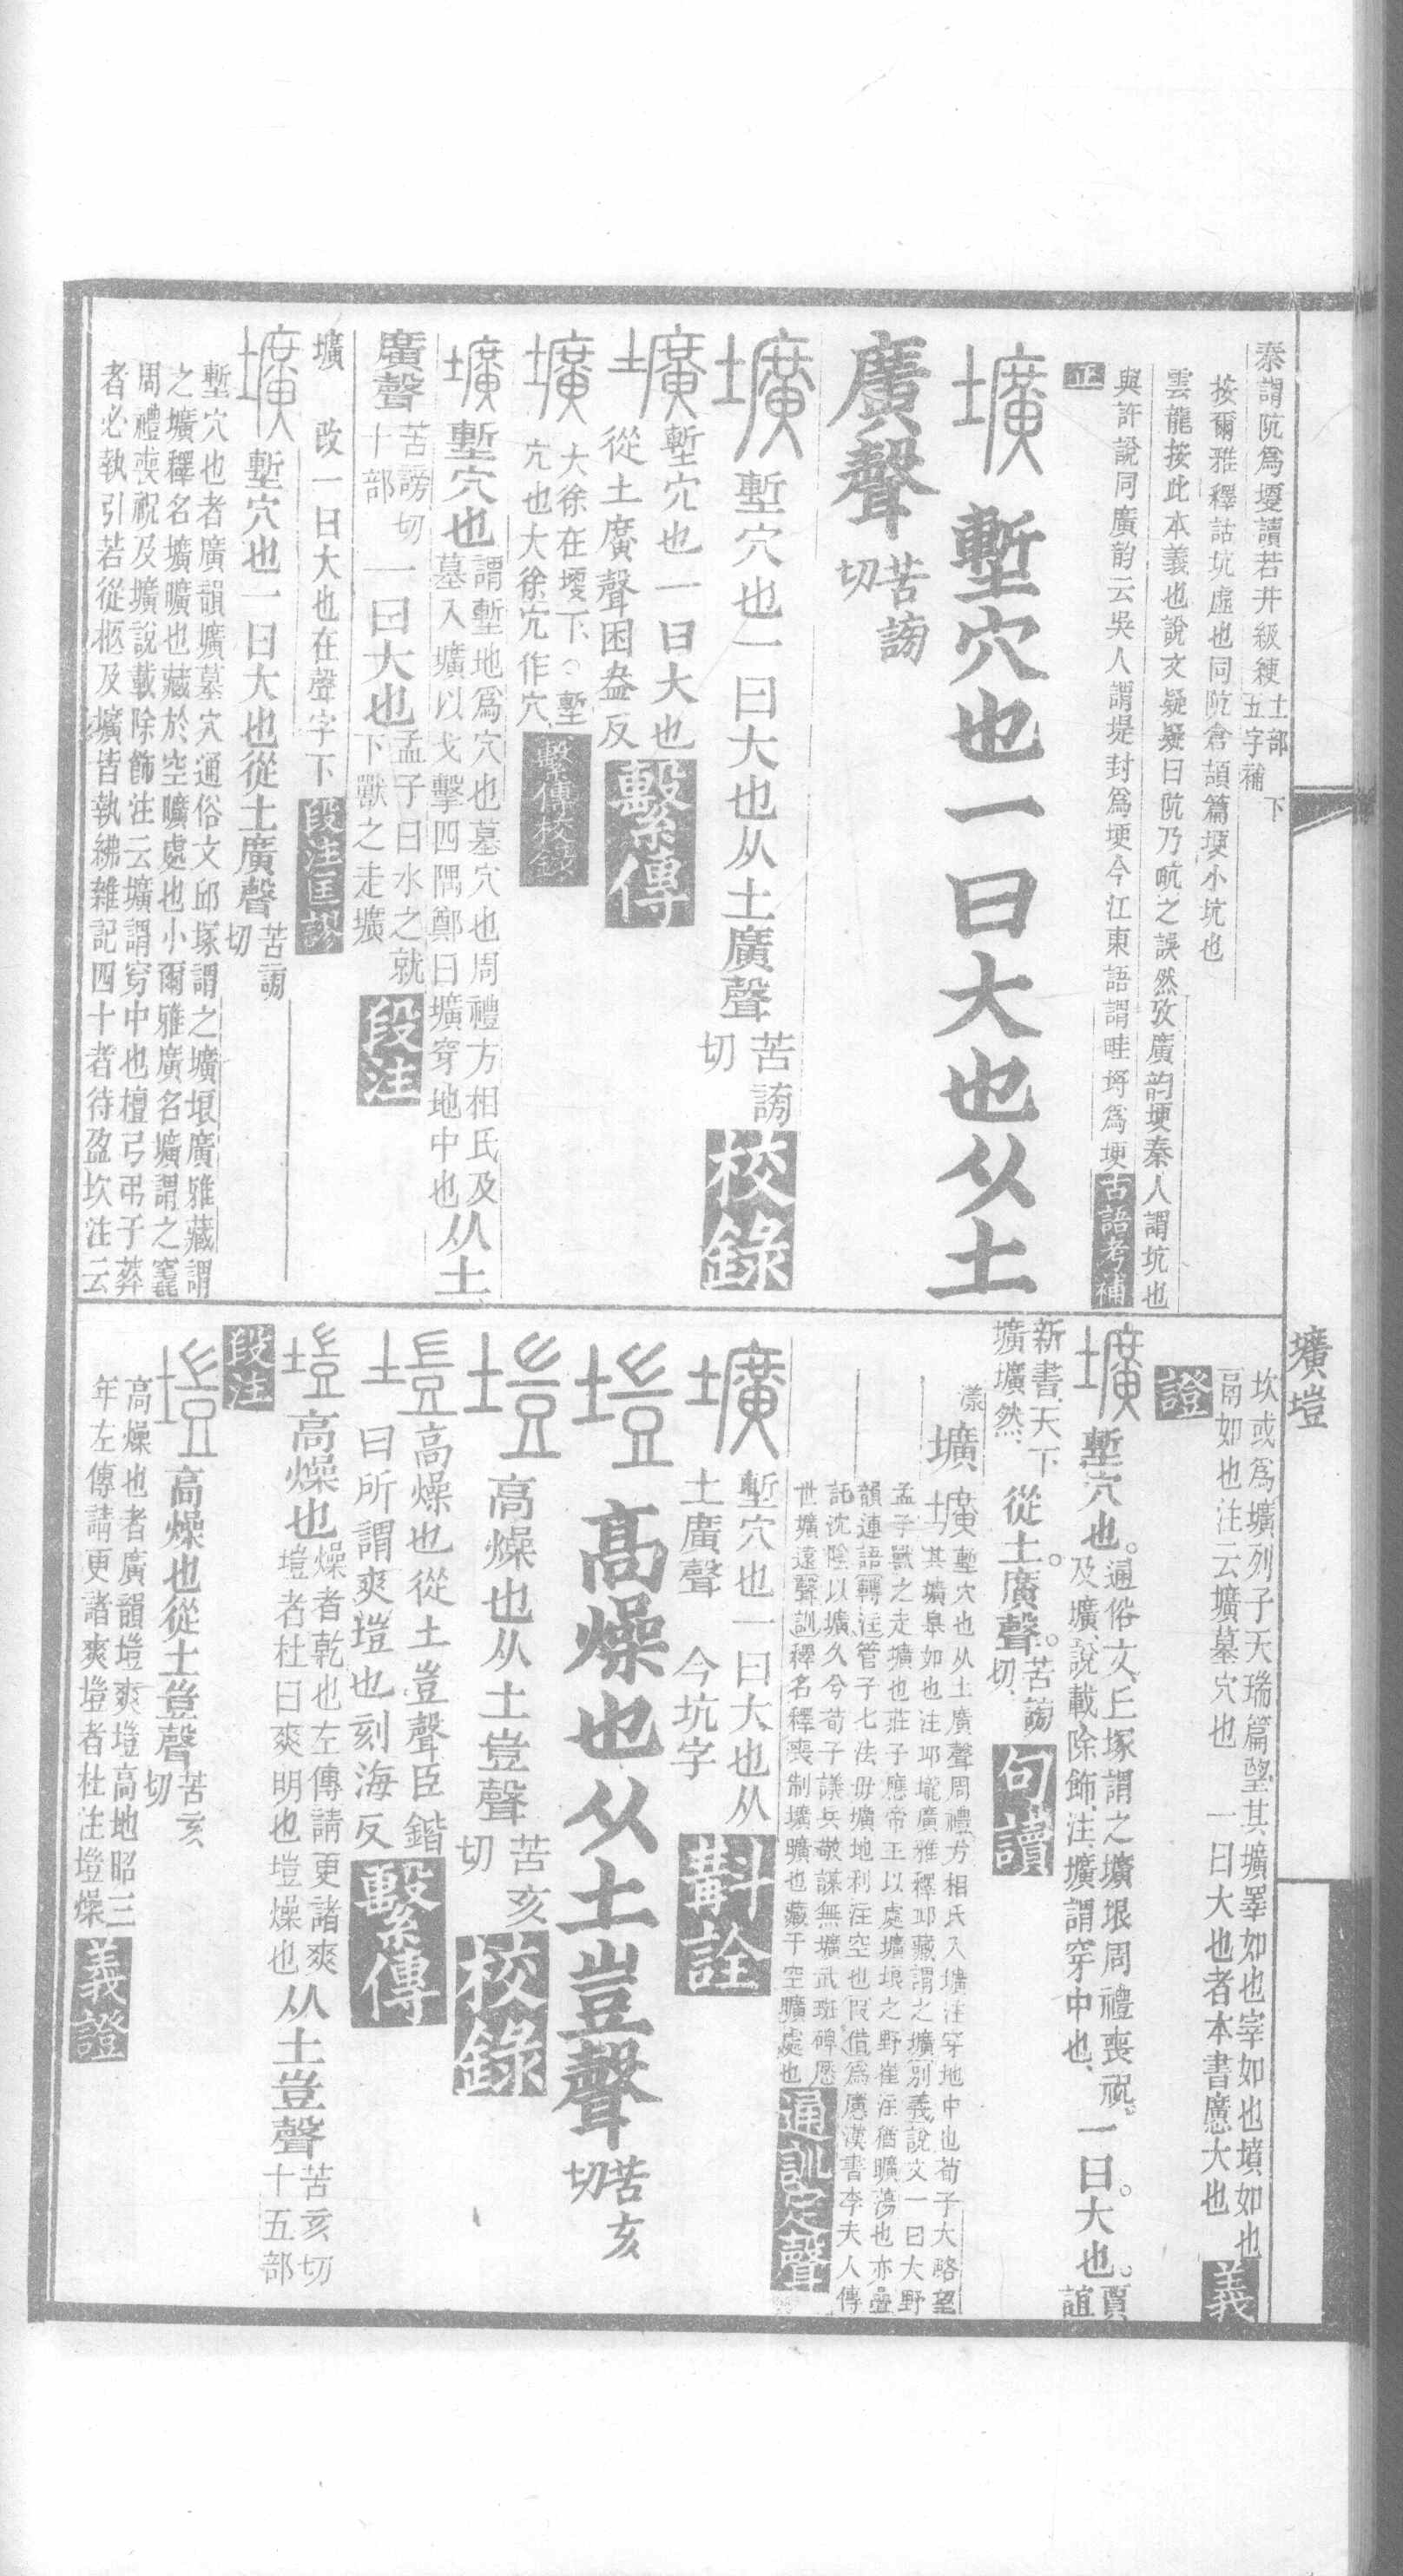 秦謂阬爲㙁讀若井級綆土部五字補下
按爾雅釋詁坑虛也同阬倉頡篇㙁小坑也
雲龍按此本義也說文疑疑曰阬乃㽘之誤然攷廣韵㙁秦人謂坑也
與許說同廣韵云吳人謂堤封爲㙁今江東語謂畦埒爲㙁古語考補
正
壙塹穴也一曰大也从土
廣聲苦謗切
壙塹穴也一曰大也从土廣聲苦謗切校錄
壙塹穴也一曰大也
從土廣聲困盎反繫傳
壙大徐在㙁下○塹
穴也大徐宂作穴繫傳校錄
壙塹穴也謂塹地爲穴也墓穴也周禮方相氏及墓入壙以戈擊四隅鄭曰壙穿地中也从土
廣聲苦謗切十部一曰大也孟子曰水之就下獸之走壙段注
壙改一曰大也在聲字下段注匡謬
壙塹穴也一曰大也從土廣聲苦謗切
塹穴也者廣韻壙墓穴通俗文邱塚謂之壙埌廣雅藏謂
之壙釋名壙曠也藏於空曠處也小爾雅廣名壙謂之竁
周禮喪祝及壙說載除飾注云壙謂穿中也檀弓弔于葬
者必執引若從柩及壙皆執紼雜記四十者待盈坎注云
壙塏
坎或爲壙列子天瑞篇望其壙睪如也宰如也墳如也
鬲如也注云壙墓穴也一曰大也者本書懬大也義
證
壙塹穴也。通俗文丘塚謂之壙埌周禮喪祝。及壙說載除飾注壙謂穿中也、一曰。大也。賈誼
新書天下壙壙然、從土。廣聲。苦謗切、句讀
漾
壙塹穴也从土廣聲周禮方相氏入壙注穿地中也荀子大略望
其壙皋如也注邱壠廣雅釋邱藏謂之壙別義說文一曰大野
孟子獸之走壙也莊子應帝王以處壙埌之野崔注猶曠蕩也亦疊
韻連語轉注管子七法毋壙地利注空也叚借爲懬漢書李夫人傳
託沈陰以壙久今荀子議兵敬謀無壙武班碑懕
世壙遠聲訓釋名釋喪制壙曠也藏于空曠處也通訓定聲
壙塹穴也一曰大也从
土廣聲今坑字斠詮
塏高燥也从土豈聲苦亥切
塏高燥也从土豈聲苦亥切校錄
塏高燥也從土豈聲臣鍇
曰所謂爽塏也刻海反繫傳
塏高燥也燥者乾也左傳請更諸爽塏者杜曰爽明也塏燥也从土豈聲苦亥切十五部
段注
塏高燥也從土豈聲苦亥切
高燥也者廣韻塏爽塏高地昭三
年左傳請更諸爽塏者杜注塏燥義證